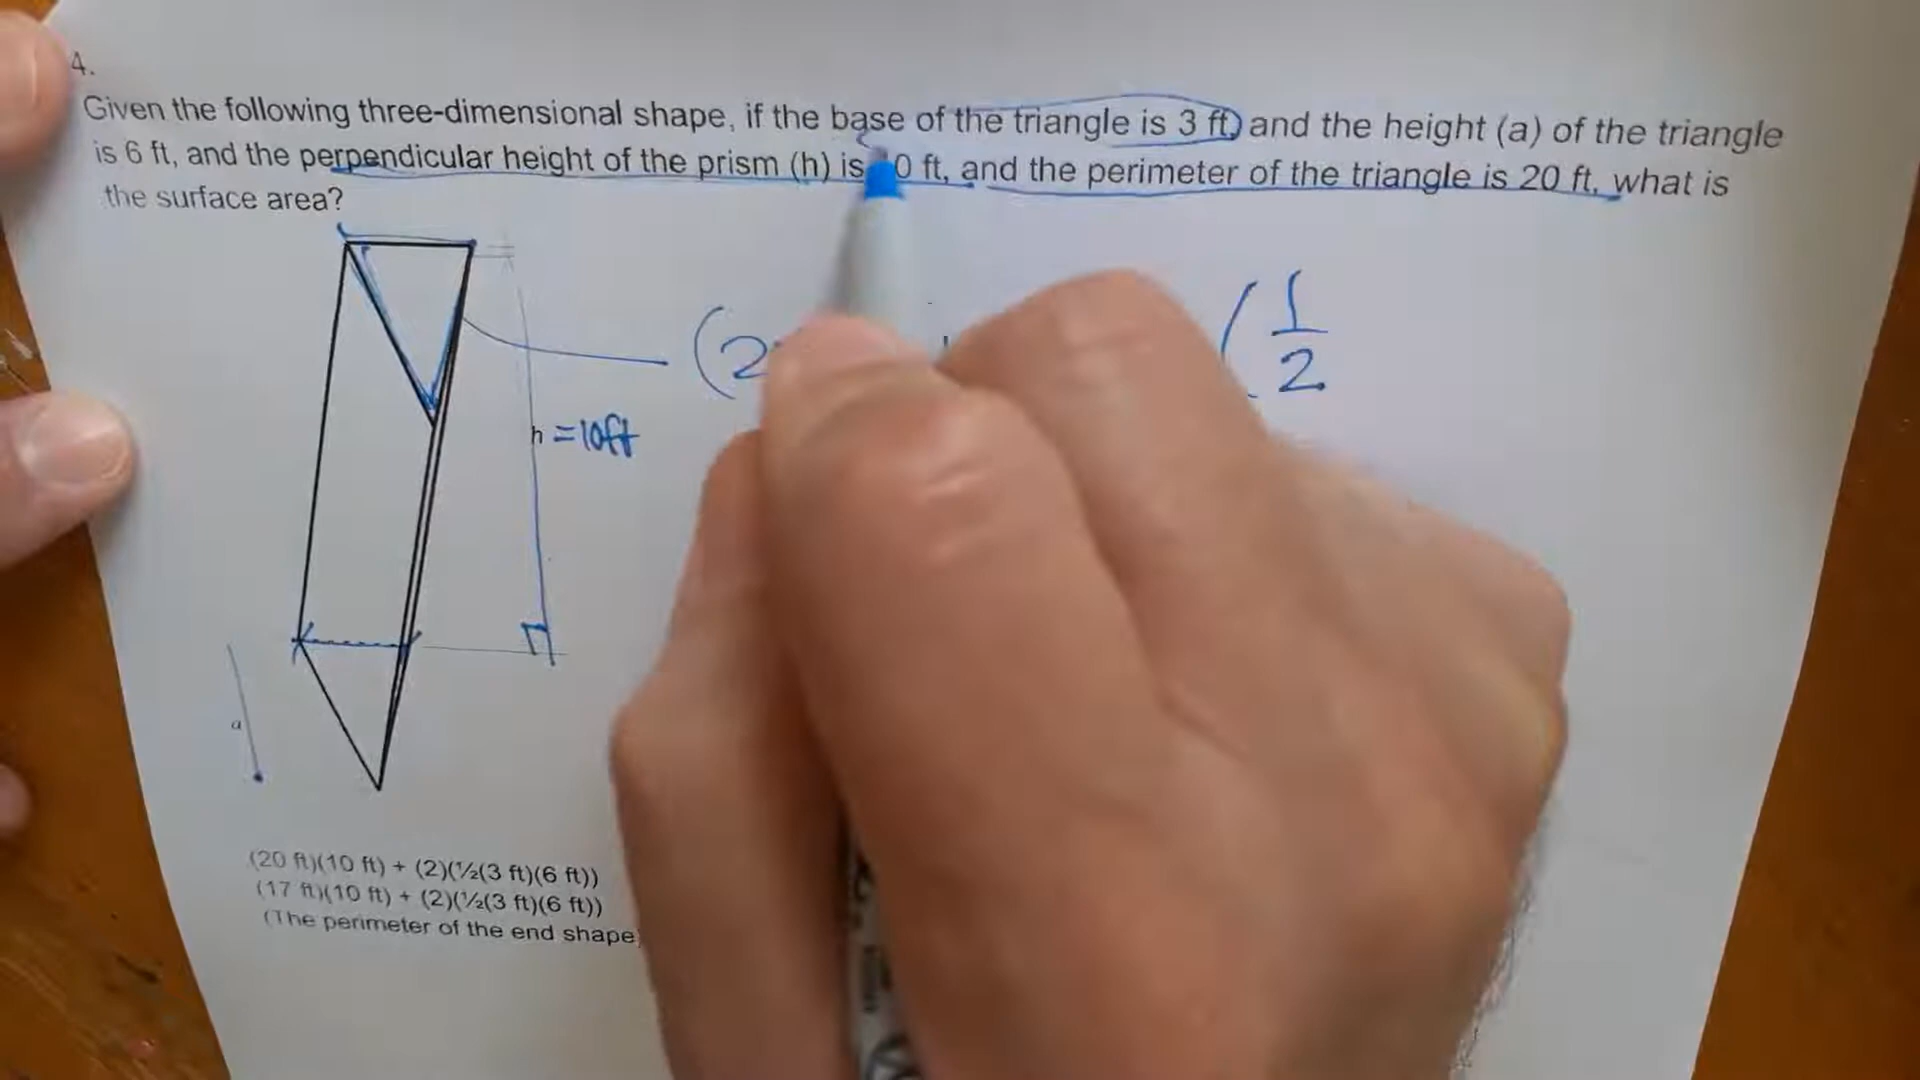 4.
Given the following three-dimensional shape, if the base of the triangle is 3 ft, and the height (a) of the triangle
is 6 ft, and the perpendicular height of the prism (h) is 0 ft, and the perimeter of the triangle is 20 ft, what is
the surface area?
(2
(1/2
h = 10ft
a
(20 ft)(10 ft) + (2)(½(3 ft)(6 ft))
(17 ft)(10 ft) + (2)(½(3 ft)(6 ft))
(The perimeter of the end shape